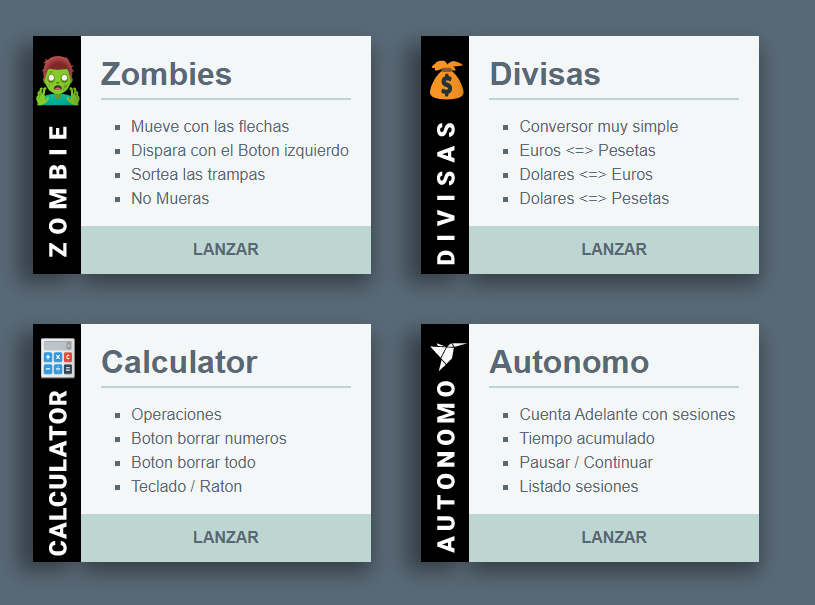 ZOMBIE
Zombies
Mueve con las flechas
Dispara con el Boton izquierdo
Sortea las trampas
No Mueras
LANZAR
DIVISAS
$
Divisas
Conversor muy simple
Euros <=> Pesetas
Dolares <=> Euros
Dolares <=> Pesetas
LANZAR
CALCULATOR
Calculator
Operaciones
Boton borrar numeros
Boton borrar todo
Teclado / Raton
LANZAR
AUTONOMO
Autonomo
Cuenta Adelante con sesiones
Tiempo acumulado
Pausar / Continuar
Listado sesiones
LANZAR